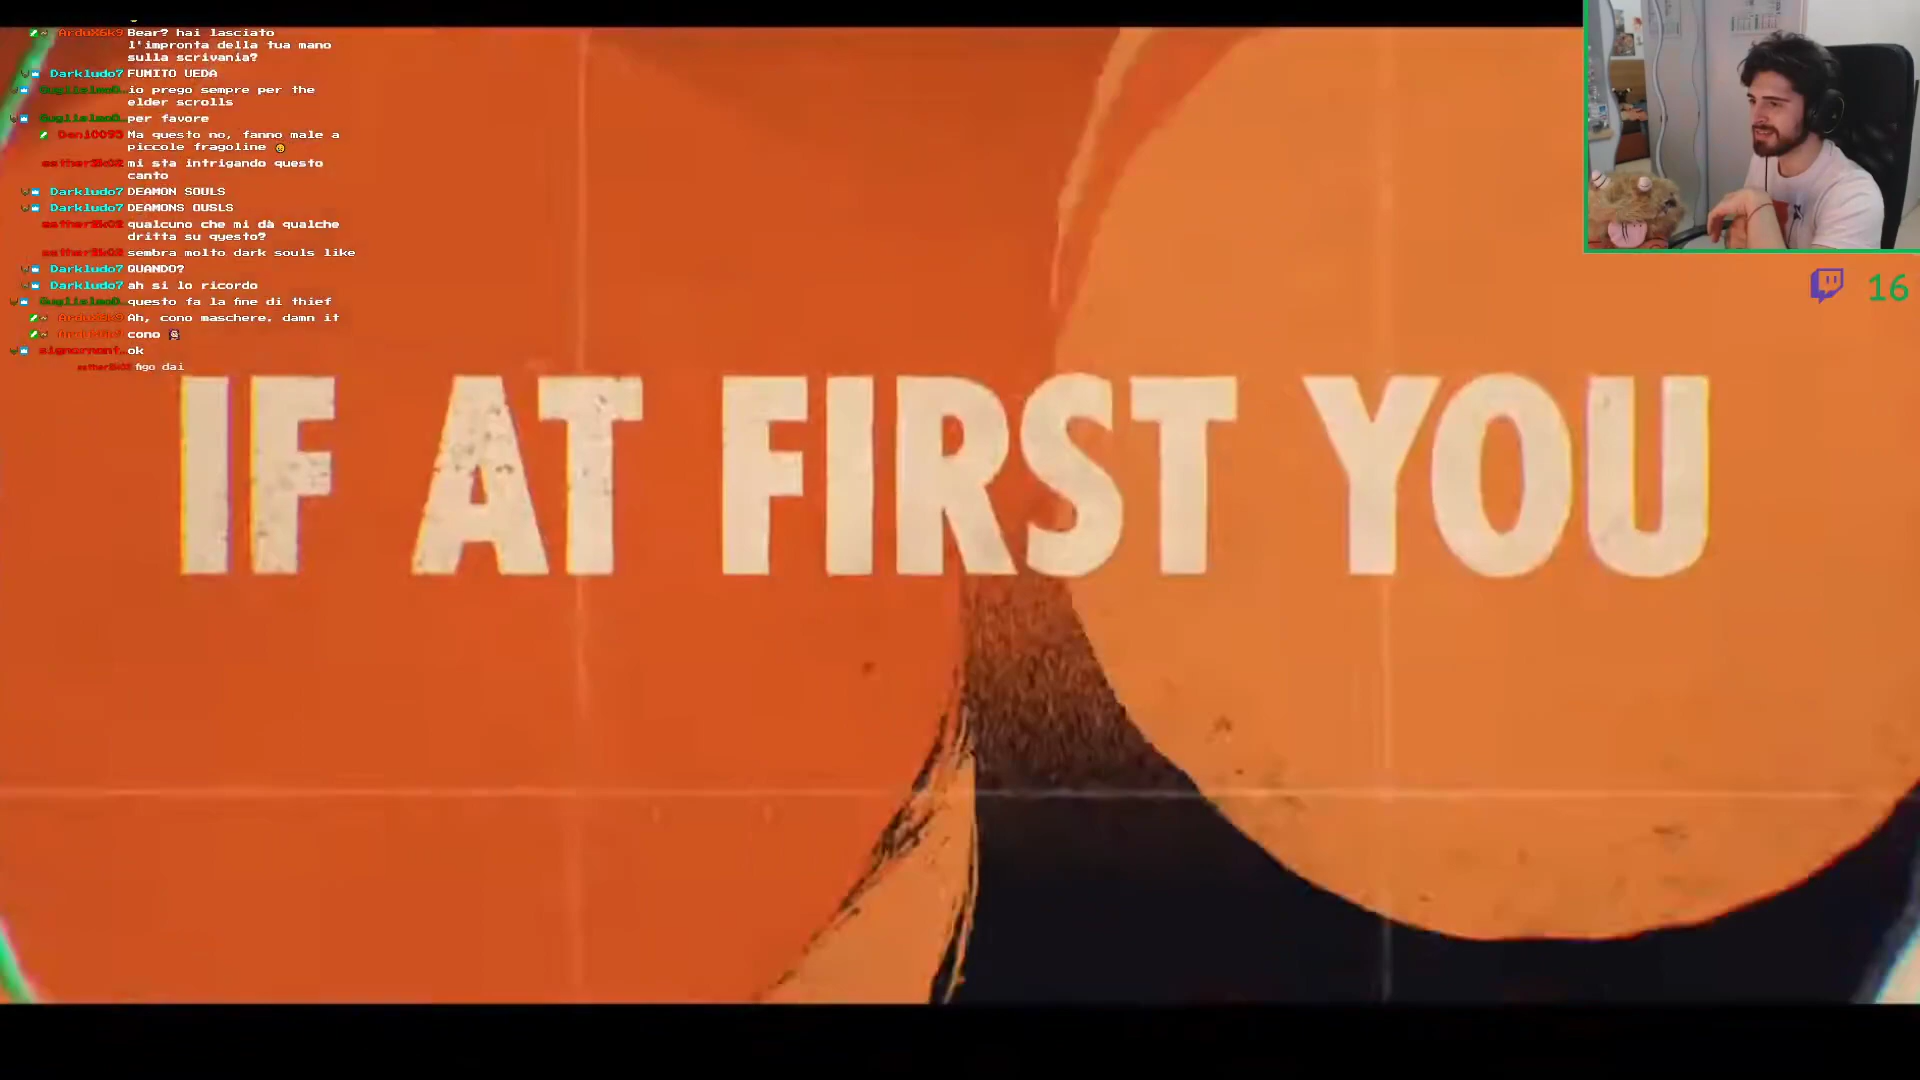 Bear? hai lasciato
l'impronta della tua mano
sulla scrivania?
Darkludo7 FUMITO UEDA
io prego sempre per the
elder scrolls
per favore
Deni0093 Ma questo no, fanno male a
piccole fragoline
mi sta intrigando questo
canto
Darkludo7 DEAMON SOULS
Darkludo7 DEAMONS OUSLS
qualcuno che mi dà qualche
dritta su qyesto?
sembra molto dark souls like
Darkludo7 QUANDO?
Darkludo7 ah si lo ricordo
questo fa la fine di thief
Ah, cono maschere. damn it
cono
ok
figo dai
16
IF AT FIRST YOU